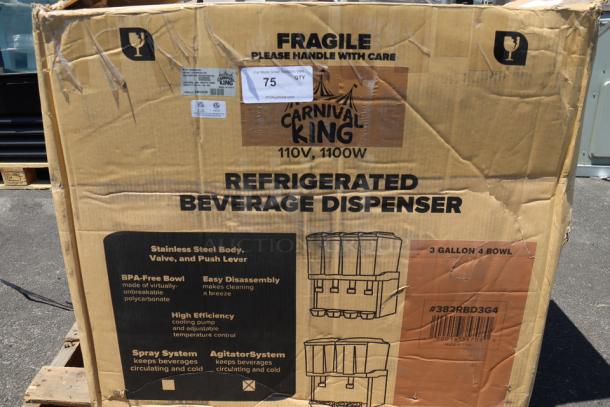 FRAGILE
PLEASE HANDLE WITH CARE
75
QTY
CARNIVAL
KING
110V, 1100W
REFRIGERATED
BEVERAGE DISPENSER
Stainless Steel Body,
Valve, and Push Lever
BPA-Free Bowl
made of virtually-
unbreakable
polycarbonate
Easy Disassembly
makes cleaning
a breeze
High Efficiency
cooling pump
and adjustable
temperature control
Spray System
keeps beverages
circulating and cold
AgitatorSystem
keeps beverages
circulating and cold
3 GALLON 4 BOWL
#382RBD3G4